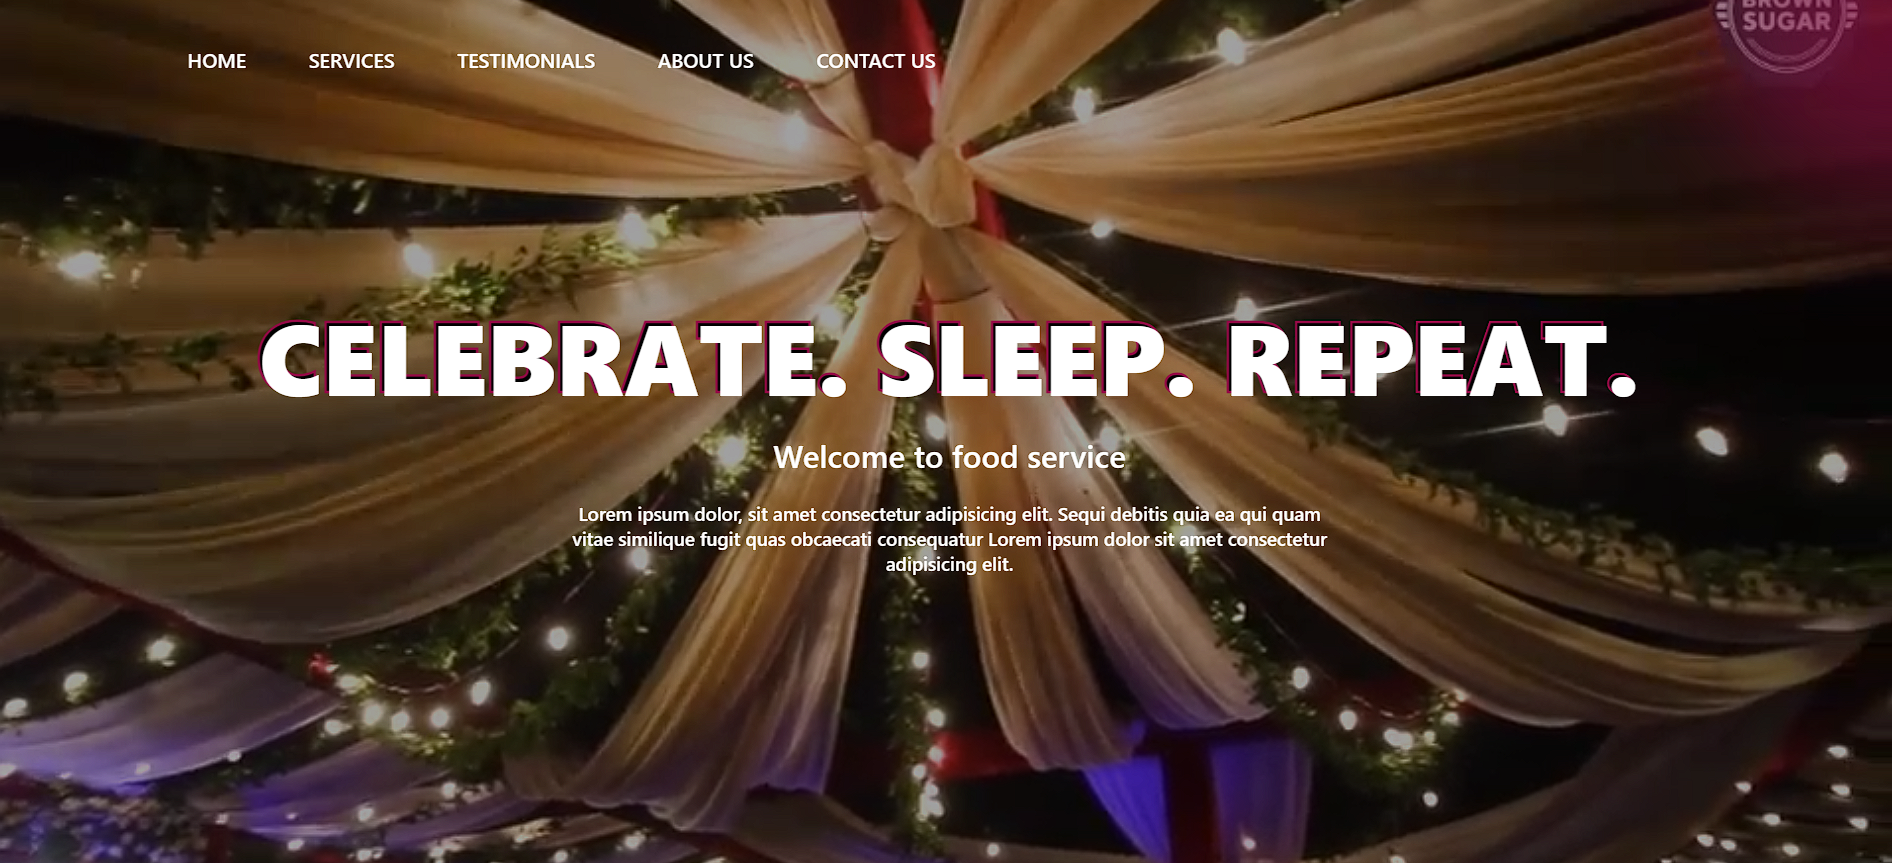 BROWN
SUGAR
HOME SERVICES TESTIMONIALS ABOUT US CONTACT US
CELEBRATE. SLEEP. REPEAT.
Welcome to food service
Lorem ipsum dolor, sit amet consectetur adipisicing elit. Sequi debitis quia ea qui quam
vitae similique fugit quas obcaecati consequatur Lorem ipsum dolor sit amet consectetur
adipisicing elit.